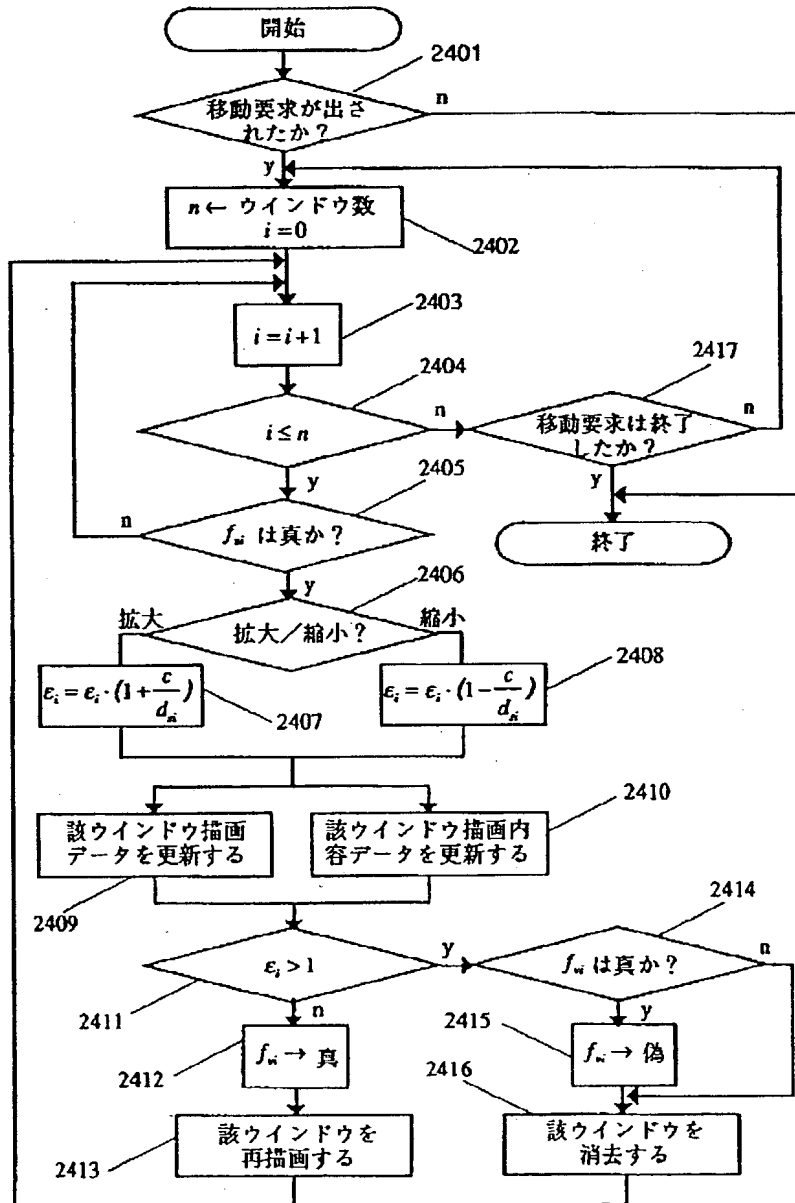 開始
2401
移動要求が出さ
れたか？
n
y
n ← ウインドウ数
i=0
2402
2403
i=i+1
2404
2417
i≤n
n
移動要求は終了
したか？
n
y
2405
y
n
f_si は真か？
終了
y
2406
拡大
拡大／縮小？
縮小
2408
ε_i = ε_i · (1+ c/d_si)
2407
ε_i = ε_i · (1− c/d_si)
2410
該ウインドウ描画
データを更新する
該ウインドウ描画内
容データを更新する
2409
2414
ε_i > 1
y
f_vi は真か？
n
2411
n
y
2415
2412
f_vi → 真
f_vi → 偽
2416
該ウインドウを
再描画する
2413
該ウインドウを
消去する